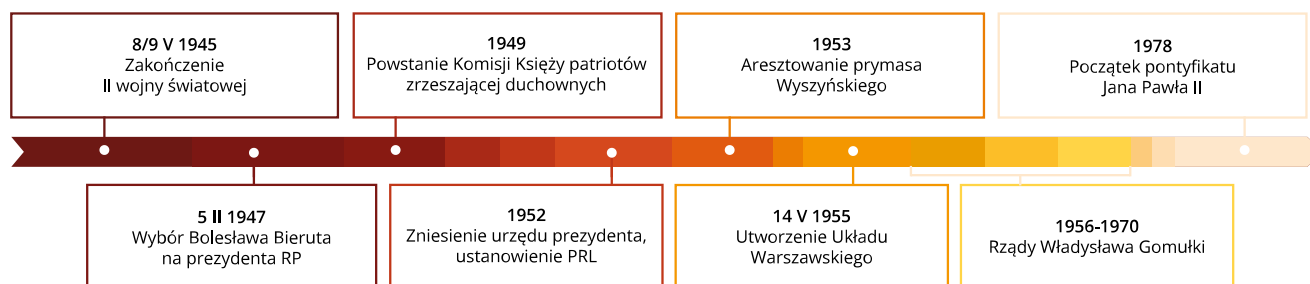 8/9 V 1945
Zakończenie
II wojny światowej
1949
Powstanie Komisji Księży patriotów
zrzeszającej duchownych
1953
Aresztowanie prymasa
Wyszyńskiego
1978
Początek pontyfikatu
Jana Pawła II
5 II 1947
Wybór Bolesława Bieruta
na prezydenta RP
1952
Zniesienie urzędu prezydenta,
ustanowienie PRL
14 V 1955
Utworzenie Układu
Warszawskiego
1956-1970
Rządy Władysława Gomułki